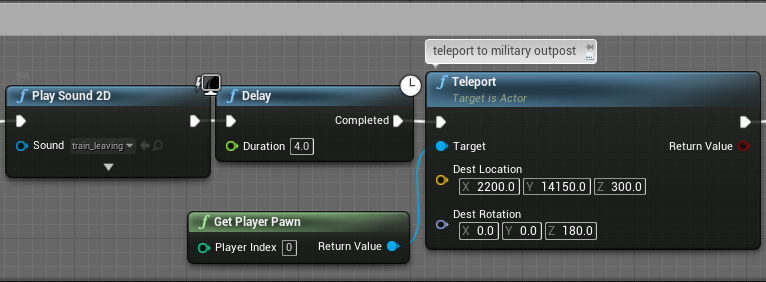 teleport to military outpost
Play Sound 2D
Sound train_leaving
Delay
Completed
Duration 4.0
Teleport
Target is Actor
Target Return Value
Dest Location
X 2200.0 Y 14150.0 Z 300.0
Dest Rotation
X 0.0 Y 0.0 Z 180.0
Get Player Pawn
Player Index 0 Return Value